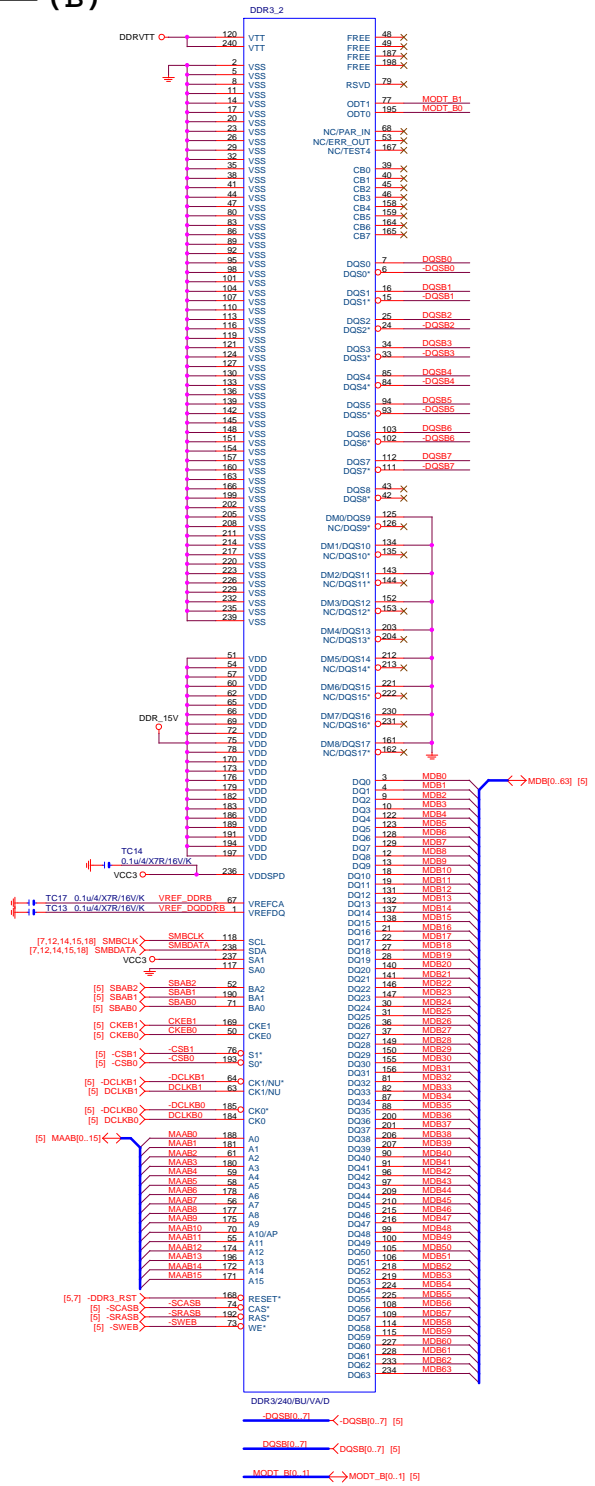 (B)
DDR3_2
DDRVTT 120 VTT
240 VTT
2 VSS
5 VSS
8 VSS
11 VSS
14 VSS
17 VSS
20 VSS
23 VSS
26 VSS
29 VSS
32 VSS
35 VSS
38 VSS
41 VSS
44 VSS
47 VSS
80 VSS
83 VSS
86 VSS
89 VSS
92 VSS
95 VSS
98 VSS
101 VSS
104 VSS
107 VSS
110 VSS
113 VSS
116 VSS
119 VSS
121 VSS
124 VSS
127 VSS
130 VSS
133 VSS
136 VSS
139 VSS
142 VSS
145 VSS
148 VSS
151 VSS
154 VSS
157 VSS
160 VSS
163 VSS
166 VSS
199 VSS
202 VSS
205 VSS
208 VSS
211 VSS
214 VSS
217 VSS
220 VSS
223 VSS
226 VSS
229 VSS
232 VSS
235 VSS
239 VSS
51 VDD
54 VDD
57 VDD
60 VDD
62 VDD
65 VDD
66 VDD
69 VDD
DDR_15V
72 VDD
75 VDD
78 VDD
170 VDD
173 VDD
176 VDD
179 VDD
182 VDD
183 VDD
186 VDD
189 VDD
191 VDD
194 VDD
197 VDD
TC14
0.1u/4/X7R/16V/K
VCC3 236 VDDSPD
TC17 0.1u/4/X7R/16V/K VREF_DDRB 67 VREFCA
TC13 0.1u/4/X7R/16V/K VREF_DQDDRB 1 VREFDQ
[7,12,14,15,18] SMBCLK SMBCLK 118 SCL
[7,12,14,15,18] SMBDATA SMBDATA 238 SDA
VCC3 237 SA1
117 SA0
[5] SBAB2 SBAB2 52 BA2
[5] SBAB1 SBAB1 190 BA1
[5] SBAB0 SBAB0 71 BA0
[5] CKEB1 CKEB1 169 CKE1
[5] CKEB0 CKEB0 50 CKE0
[5] -CSB1 -CSB1 76 S1*
[5] -CSB0 -CSB0 193 S0*
[5] -DCLKB1 -DCLKB1 64 CK1/NU*
[5] DCLKB1 DCLKB1 63 CK1/NU
[5] -DCLKB0 -DCLKB0 185 CK0*
[5] DCLKB0 DCLKB0 184 CK0
[5] MAAB[0..15]
MAAB0 188 A0
MAAB1 181 A1
MAAB2 61 A2
MAAB3 180 A3
MAAB4 59 A4
MAAB5 58 A5
MAAB6 178 A6
MAAB7 56 A7
MAAB8 177 A8
MAAB9 175 A9
MAAB10 70 A10/AP
MAAB11 55 A11
MAAB12 174 A12
MAAB13 196 A13
MAAB14 172 A14
MAAB15 171 A15
[5,7] -DDR3_RST 168 RESET*
[5] -SCASB -SCASB 74 CAS*
[5] -SRASB -SRASB 192 RAS*
[5] -SWEB -SWEB 73 WE*
FREE 48
FREE 49
FREE 187
FREE 198
RSVD 79
ODT1 77 MODT_B1
ODT0 195 MODT_B0
NC/PAR_IN 68
NC/ERR_OUT 53
NC/TEST4 167
CB0 39
CB1 40
CB2 45
CB3 46
CB4 158
CB5 159
CB6 164
CB7 165
DQS0 7 DQSB0
DQS0* 6 -DQSB0
DQS1 16 DQSB1
DQS1* 15 -DQSB1
DQS2 25 DQSB2
DQS2* 24 -DQSB2
DQS3 34 DQSB3
DQS3* 33 -DQSB3
DQS4 85 DQSB4
DQS4* 84 -DQSB4
DQS5 94 DQSB5
DQS5* 93 -DQSB5
DQS6 103 DQSB6
DQS6* 102 -DQSB6
DQS7 112 DQSB7
DQS7* 111 -DQSB7
DQS8 43
DQS8* 42
DM0/DQS9 125
NC/DQS9* 126
DM1/DQS10 134
NC/DQS10* 135
DM2/DQS11 143
NC/DQS11* 144
DM3/DQS12 152
NC/DQS12* 153
DM4/DQS13 203
NC/DQS13* 204
DM5/DQS14 212
NC/DQS14* 213
DM6/DQS15 221
NC/DQS15* 222
DM7/DQS16 230
NC/DQS16* 231
DM8/DQS17 161
NC/DQS17* 162
DQ0 3 MDB0 MDB[0..63] [5]
DQ1 4 MDB1
DQ2 9 MDB2
DQ3 10 MDB3
DQ4 122 MDB4
DQ5 123 MDB5
DQ6 128 MDB6
DQ7 129 MDB7
DQ8 12 MDB8
DQ9 13 MDB9
DQ10 18 MDB10
DQ11 19 MDB11
DQ12 131 MDB12
DQ13 132 MDB13
DQ14 137 MDB14
DQ15 138 MDB15
DQ16 21 MDB16
DQ17 22 MDB17
DQ18 27 MDB18
DQ19 28 MDB19
DQ20 140 MDB20
DQ21 141 MDB21
DQ22 146 MDB22
DQ23 147 MDB23
DQ24 30 MDB24
DQ25 31 MDB25
DQ26 36 MDB26
DQ27 37 MDB27
DQ28 149 MDB28
DQ29 150 MDB29
DQ30 155 MDB30
DQ31 156 MDB31
DQ32 81 MDB32
DQ33 82 MDB33
DQ34 87 MDB34
DQ35 88 MDB35
DQ36 200 MDB36
DQ37 201 MDB37
DQ38 206 MDB38
DQ39 207 MDB39
DQ40 90 MDB40
DQ41 91 MDB41
DQ42 96 MDB42
DQ43 97 MDB43
DQ44 209 MDB44
DQ45 210 MDB45
DQ46 215 MDB46
DQ47 216 MDB47
DQ48 99 MDB48
DQ49 100 MDB49
DQ50 105 MDB50
DQ51 106 MDB51
DQ52 218 MDB52
DQ53 219 MDB53
DQ54 224 MDB54
DQ55 225 MDB55
DQ56 108 MDB56
DQ57 109 MDB57
DQ58 114 MDB58
DQ59 115 MDB59
DQ60 227 MDB60
DQ61 228 MDB61
DQ62 233 MDB62
DQ63 234 MDB63
DDR3/240/BU/VA/D
-DQSB[0..7] -DQSB[0..7] [5]
DQSB[0..7] DQSB[0..7] [5]
MODT_B[0..1] MODT_B[0..1] [5]